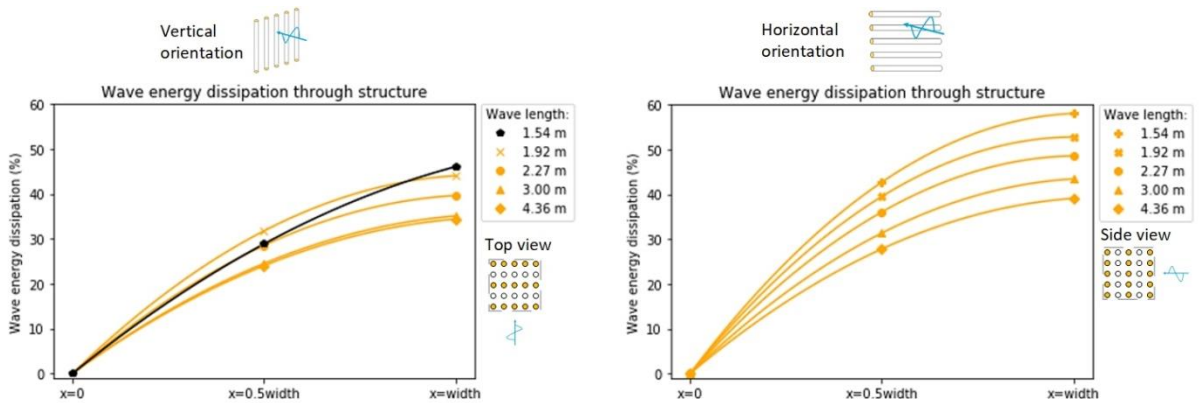 Vertical
orientation
Wave energy dissipation through structure
Wave energy dissipation (%)
60
50
40
30
20
10
0
x=0
x=0.5width
x=width
Wave length:
1.54 m
1.92 m
2.27 m
3.00 m
4.36 m
Top view
Horizontal
orientation
Wave energy dissipation through structure
Wave energy dissipation (%)
60
50
40
30
20
10
0
x=0
x=0.5width
x=width
Wave length:
1.54 m
1.92 m
2.27 m
3.00 m
4.36 m
Side view